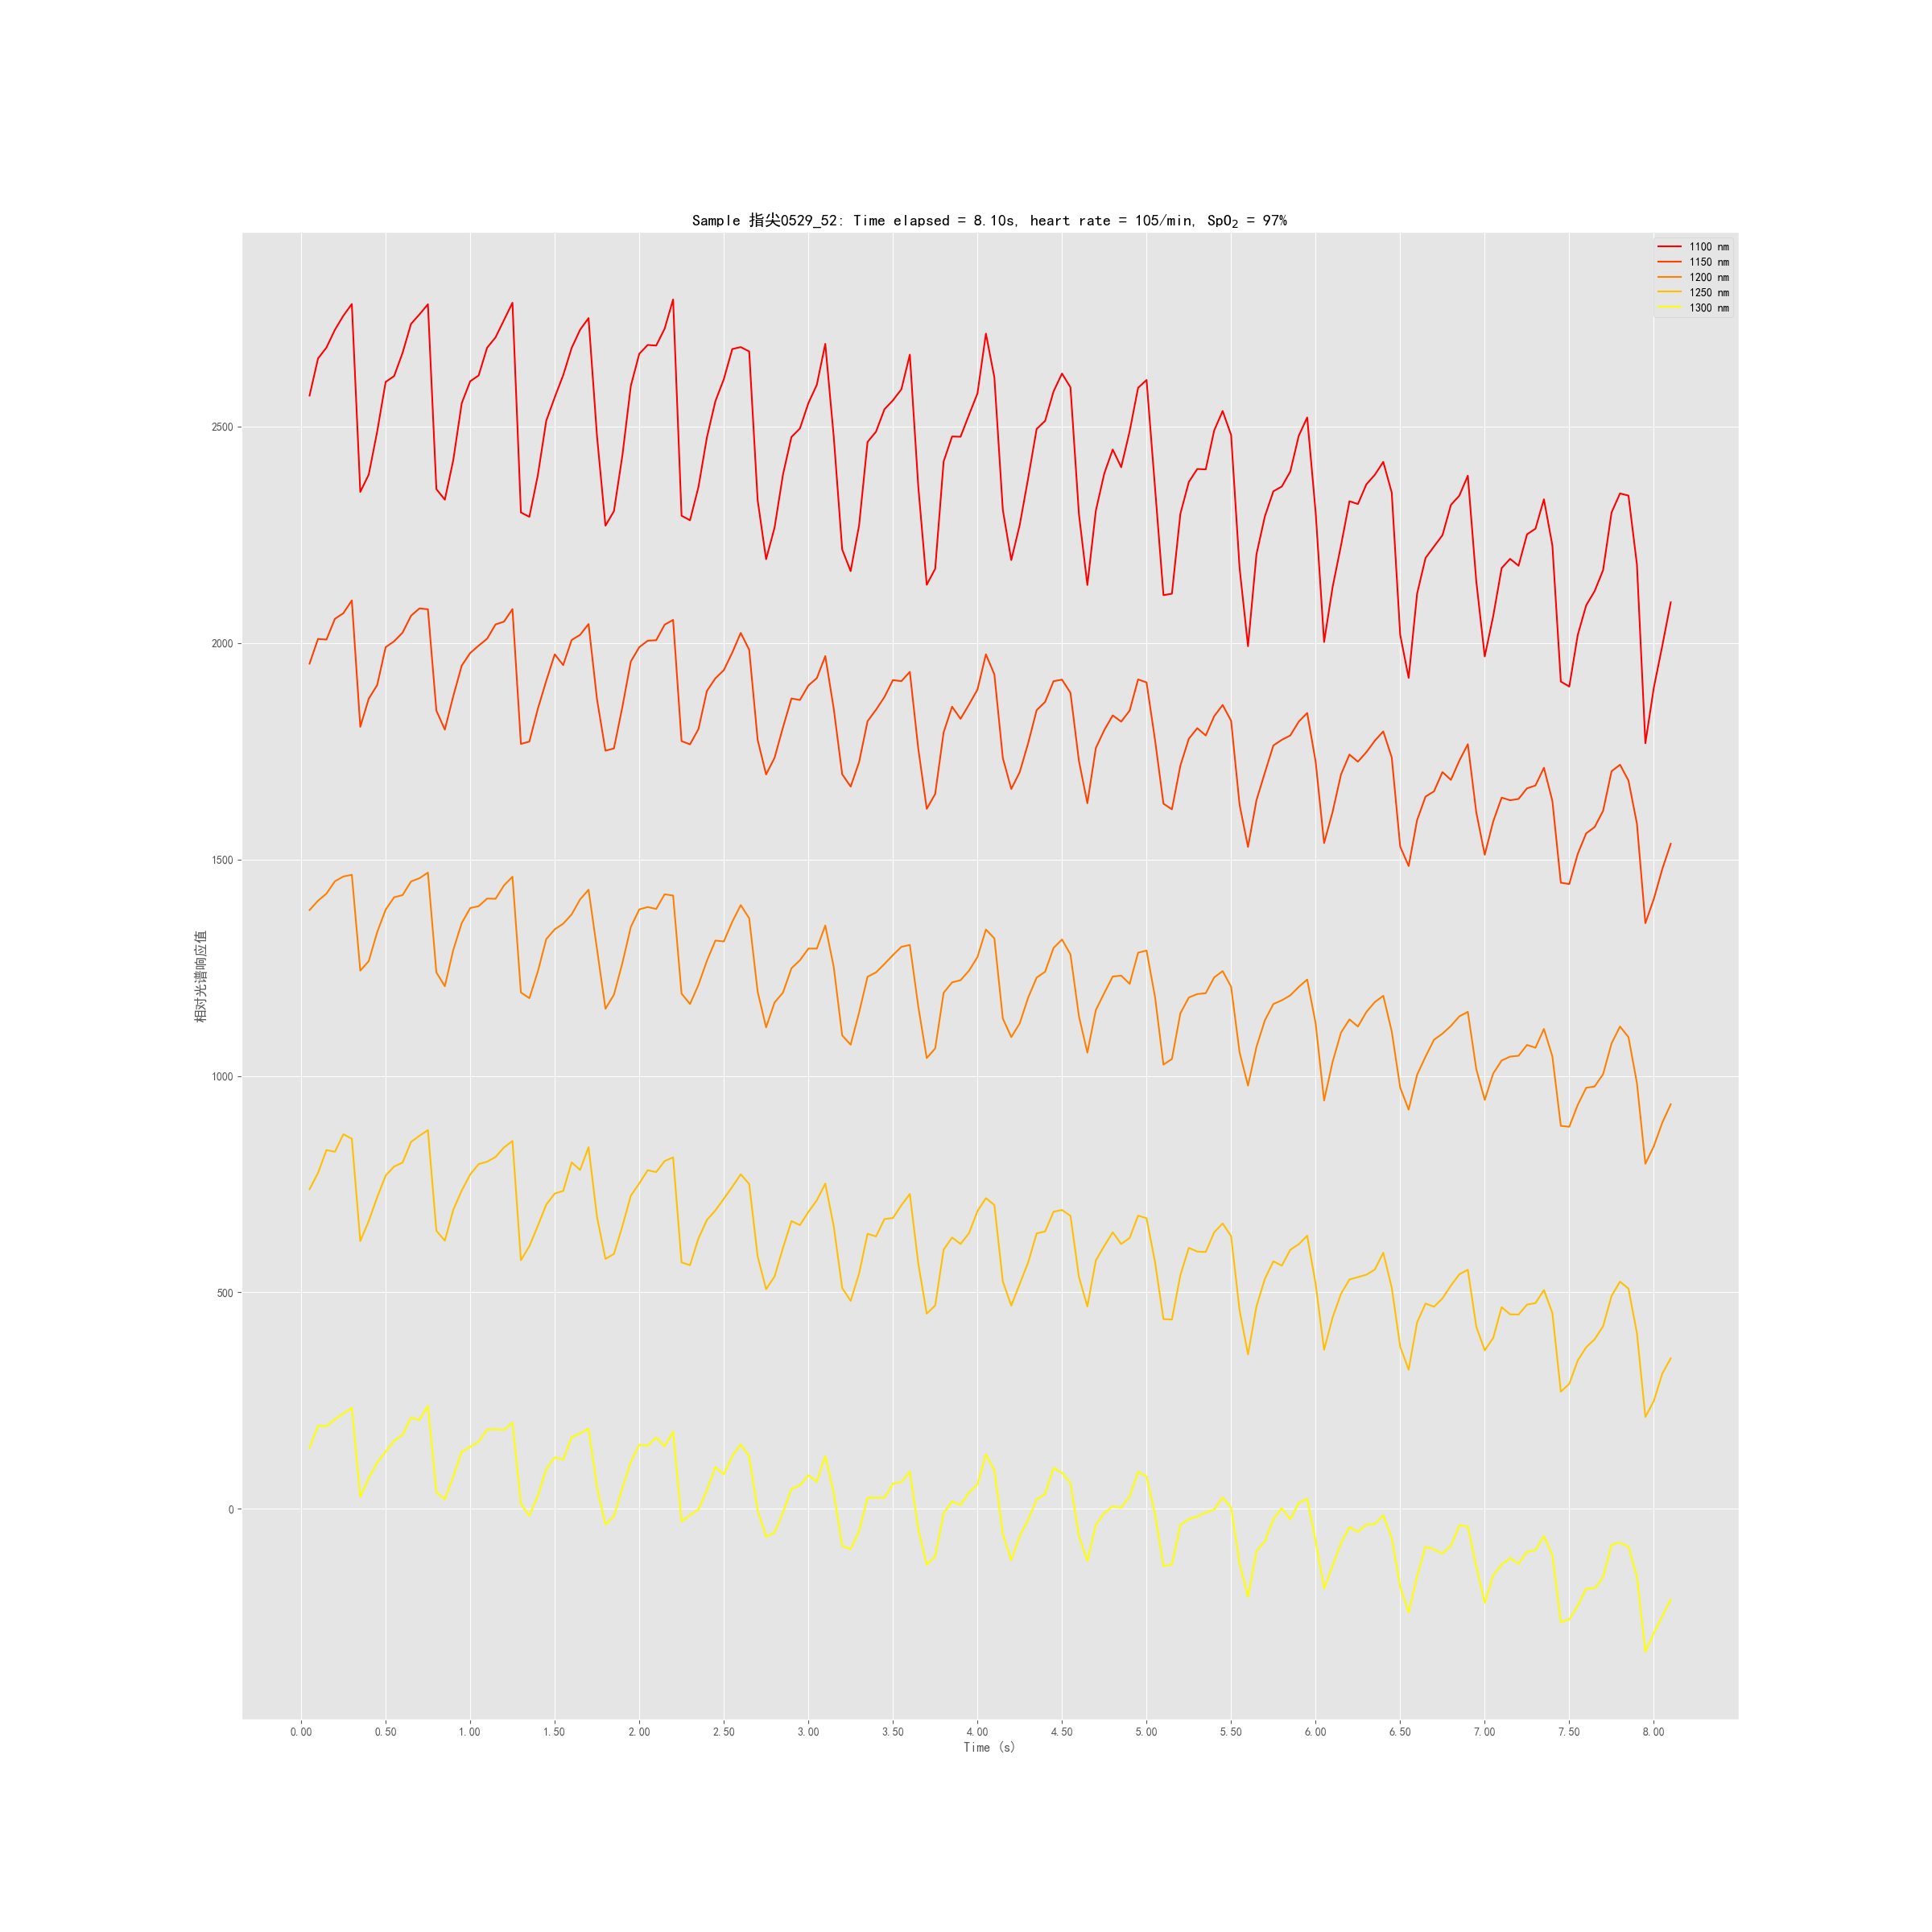 Sample 指尖0529_52: Time elapsed = 8.10s, heart rate = 105/min, SpO₂ = 97%
1100 nm
1150 nm
1200 nm
1250 nm
1300 nm
2500
2000
1500
1000
500
0
相对光谱响应值
0.00 0.50 1.00 1.50 2.00 2.50 3.00 3.50 4.00 4.50 5.00 5.50 6.00 6.50 7.00 7.50 8.00
Time (s)